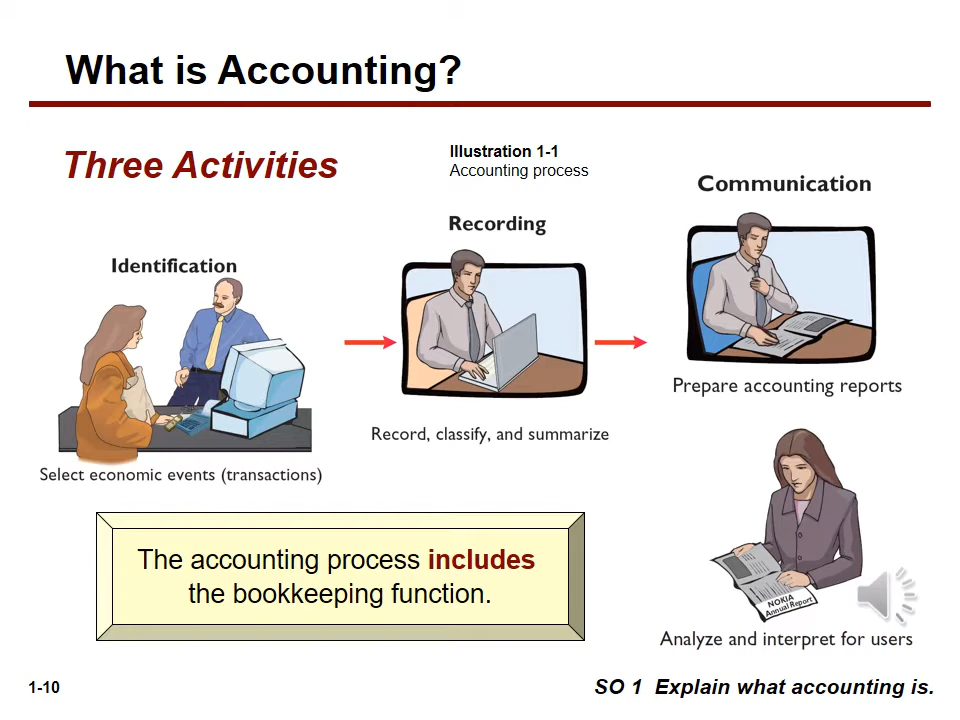 What is Accounting?
Three Activities
Illustration 1-1
Accounting process
Identification
Select economic events (transactions)
Recording
Record, classify, and summarize
Communication
Prepare accounting reports
NOKIA
Annual Report
Analyze and interpret for users
The accounting process includes
the bookkeeping function.
1-10
SO 1 Explain what accounting is.